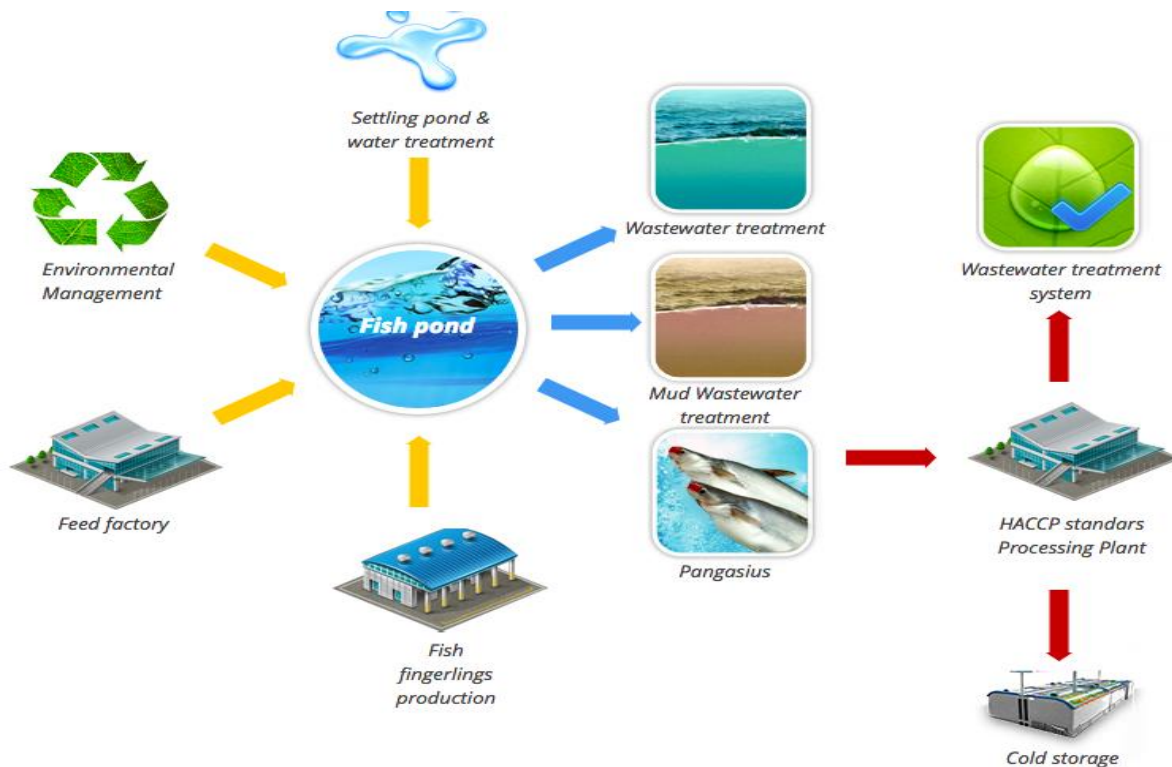 Settling pond &
water treatment
Wastewater treatment
Environmental
Management
Wastewater treatment
system
Fish pond
Mud Wastewater
treatment
Feed factory
HACCP standars
Processing Plant
Pangasius
Fish
fingerlings
production
Cold storage